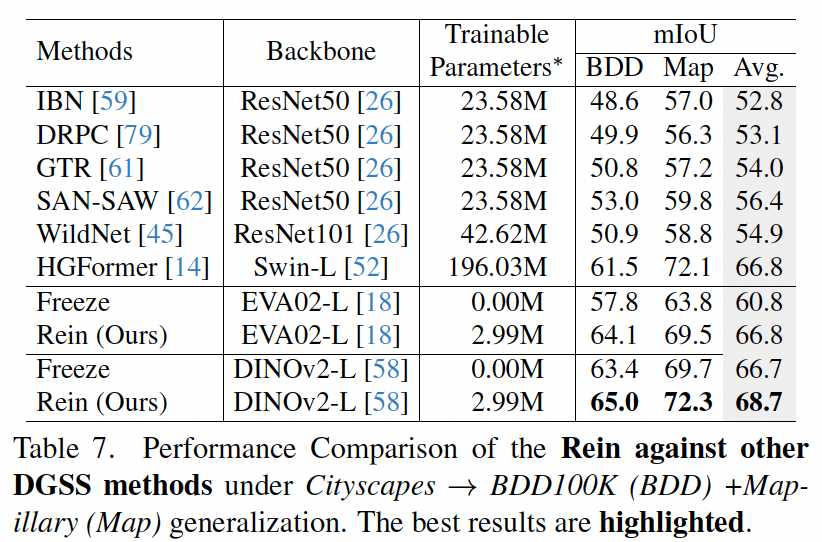 Methods Backbone Trainable Parameters* mIoU
BDD Map Avg.
IBN [59] ResNet50 [26] 23.58M 48.6 57.0 52.8
DRPC [79] ResNet50 [26] 23.58M 49.9 56.3 53.1
GTR [61] ResNet50 [26] 23.58M 50.8 57.2 54.0
SAN-SAW [62] ResNet50 [26] 23.58M 53.0 59.8 56.4
WildNet [45] ResNet101 [26] 42.62M 50.9 58.8 54.9
HGFormer [14] Swin-L [52] 196.03M 61.5 72.1 66.8
Freeze EVA02-L [18] 0.00M 57.8 63.8 60.8
Rein (Ours) EVA02-L [18] 2.99M 64.1 69.5 66.8
Freeze DINOv2-L [58] 0.00M 63.4 69.7 66.7
Rein (Ours) DINOv2-L [58] 2.99M 65.0 72.3 68.7
Table 7. Performance Comparison of the Rein against other
DGSS methods under Cityscapes → BDD100K (BDD) +Map-
illary (Map) generalization. The best results are highlighted.